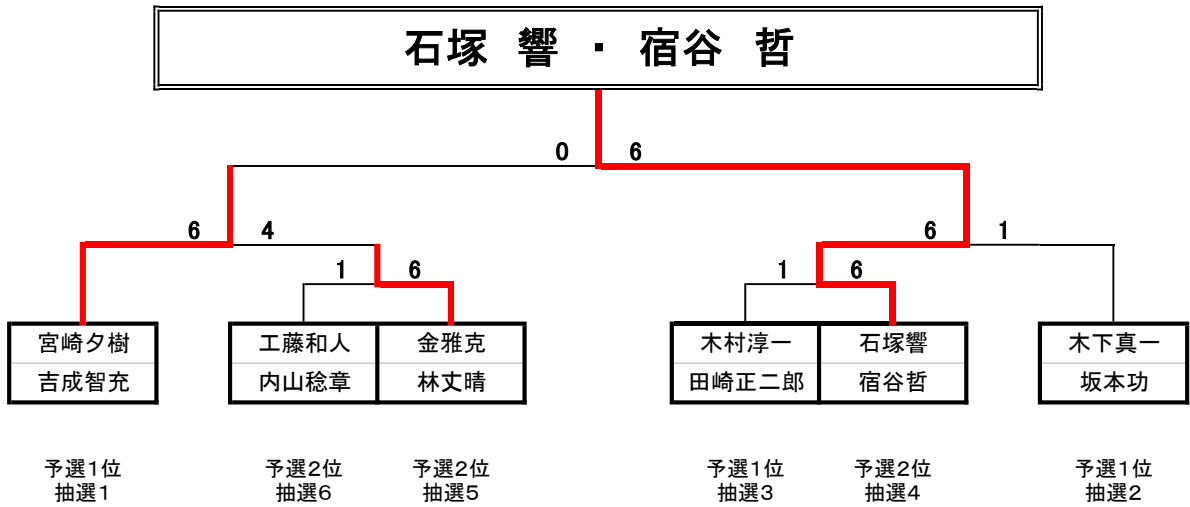 石塚　響　・　宿谷　哲
0 6
6 4 6 1
1 6 1 6
宮崎夕樹 工藤和人 金雅克 木村淳一 石塚響 木下真一
吉成智充 内山稔章 林丈晴 田崎正二郎 宿谷哲 坂本功
予選1位 予選2位 予選2位 予選1位 予選2位 予選1位
抽選1 抽選6 抽選5 抽選3 抽選4 抽選2